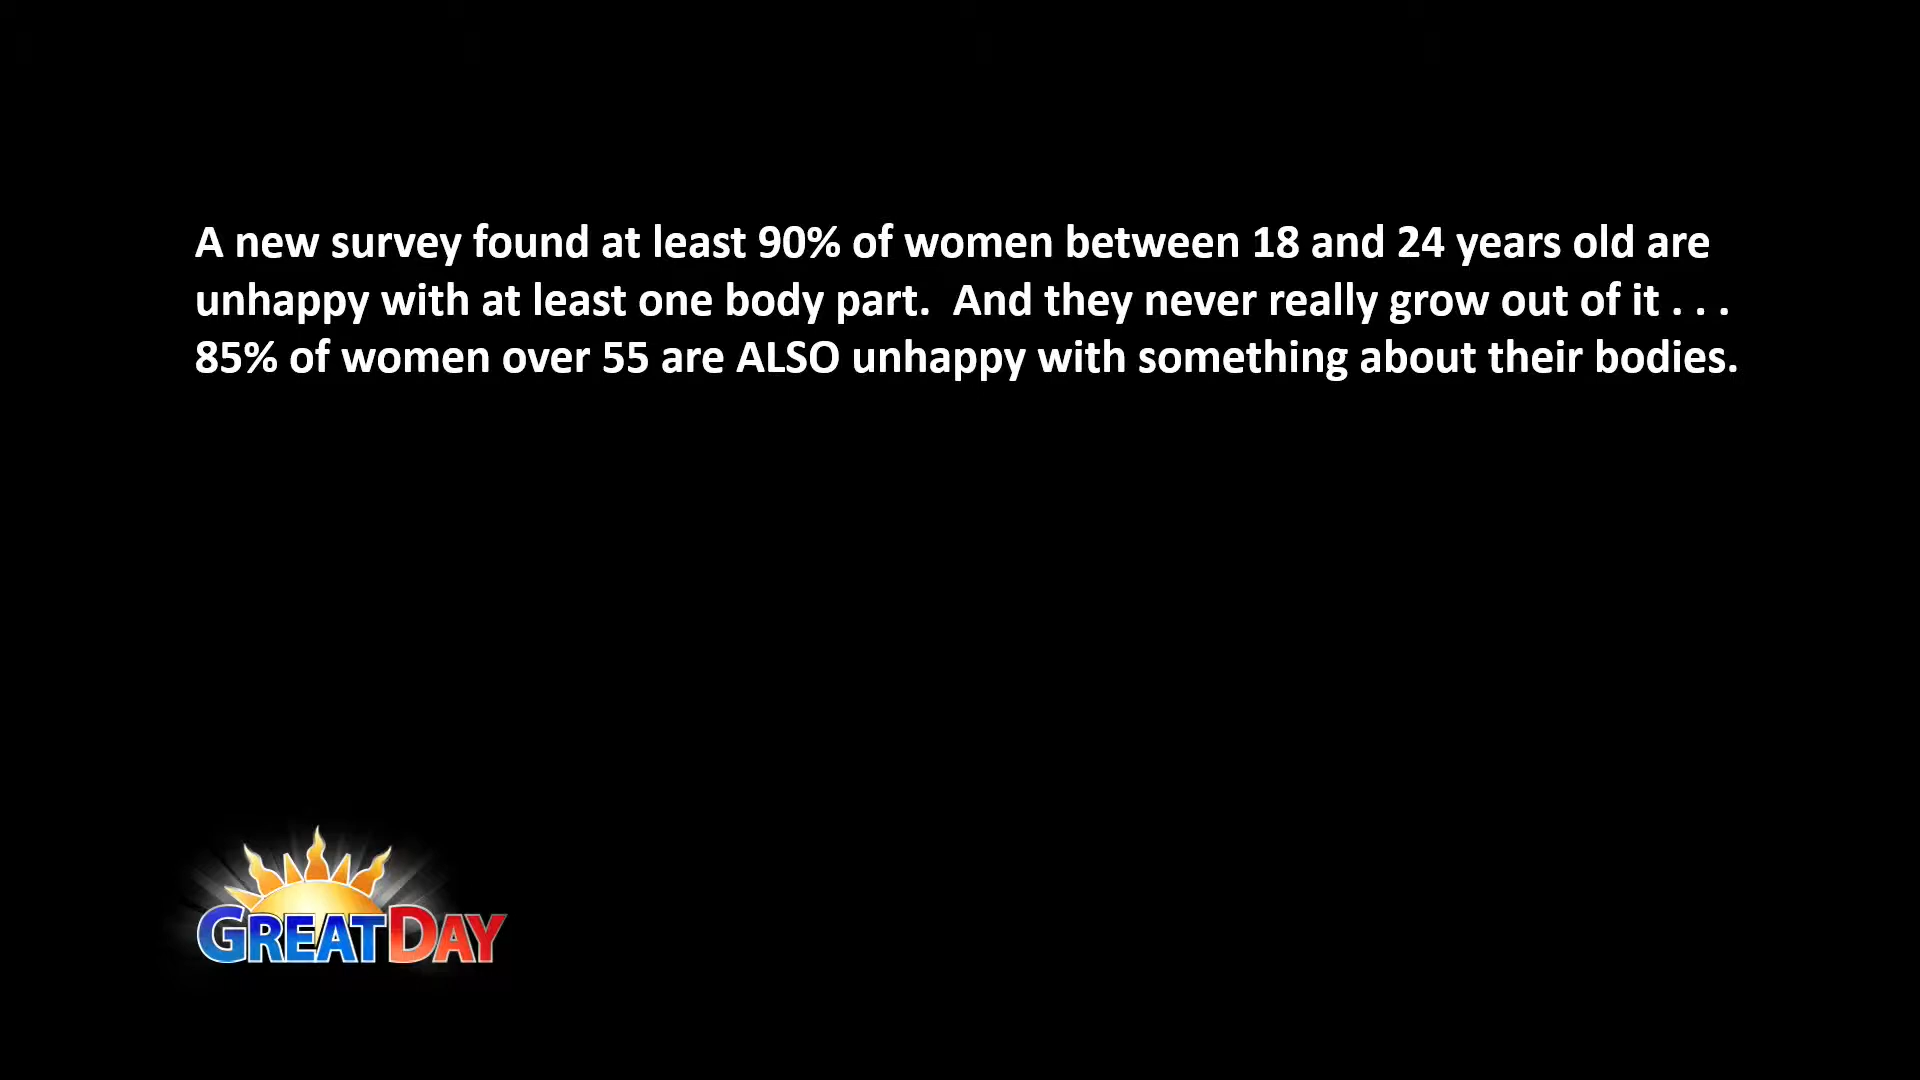 A new survey found at least 90% of women between 18 and 24 years old are
unhappy with at least one body part.  And they never really grow out of it . . .
85% of women over 55 are ALSO unhappy with something about their bodies.
GREATDAY